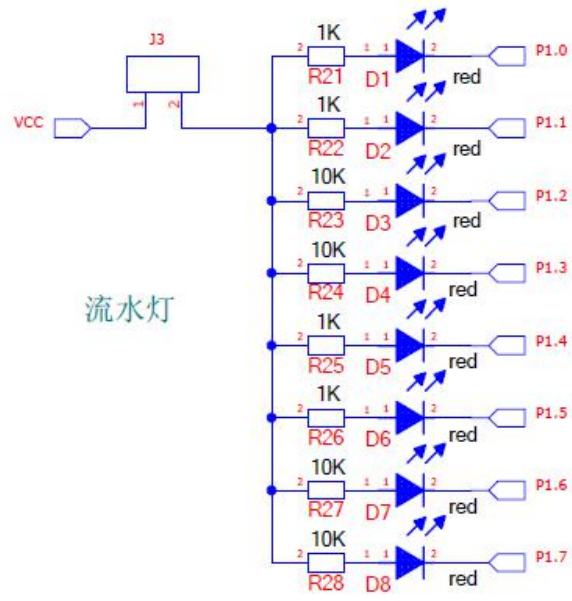 J3
1 2
VCC
流水灯
1K
2 1 1 2 P1.0
R21 D1 red
1K
2 1 1 2 P1.1
R22 D2 red
10K
2 1 1 2 P1.2
R23 D3 red
10K
2 1 1 2 P1.3
R24 D4 red
1K
2 1 1 2 P1.4
R25 D5 red
1K
2 1 1 2 P1.5
R26 D6 red
10K
2 1 1 2 P1.6
R27 D7 red
10K
2 1 1 2 P1.7
R28 D8 red